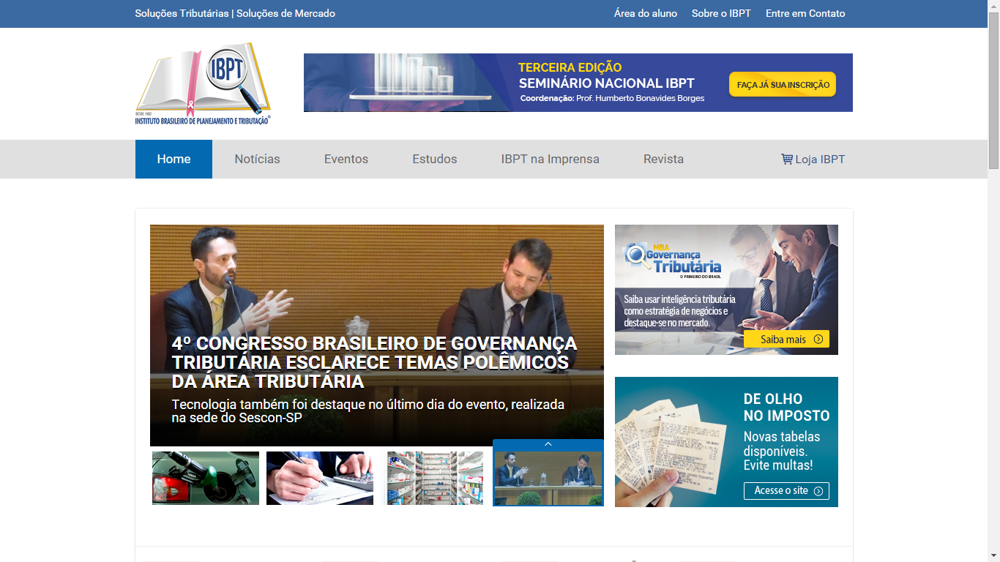 Soluções Tributárias | Soluções de Mercado
Área do aluno
Sobre o IBPT
Entre em Contato
IBPT
DESDE 1992
INSTITUTO BRASILEIRO DE PLANEJAMENTO E TRIBUTAÇÃO®
TERCEIRA EDIÇÃO
SEMINÁRIO NACIONAL IBPT
Coordenação: Prof. Humberto Bonavides Borges
FAÇA JÁ SUA INSCRIÇÃO
Home
Notícias
Eventos
Estudos
IBPT na Imprensa
Revista
Loja IBPT
4º CONGRESSO BRASILEIRO DE GOVERNANÇA
TRIBUTÁRIA ESCLARECE TEMAS POLÊMICOS
DA ÁREA TRIBUTÁRIA
Tecnologia também foi destaque no último dia do evento, realizada
na sede do Sescon-SP
MBA
Governança
Tributária
O PRIMEIRO DO BRASIL
Saiba usar inteligência tributária
como estratégia de negócios e
destaque-se no mercado.
Saiba mais
DE OLHO
NO IMPOSTO
Novas tabelas
disponíveis.
Evite multas!
Acesse o site